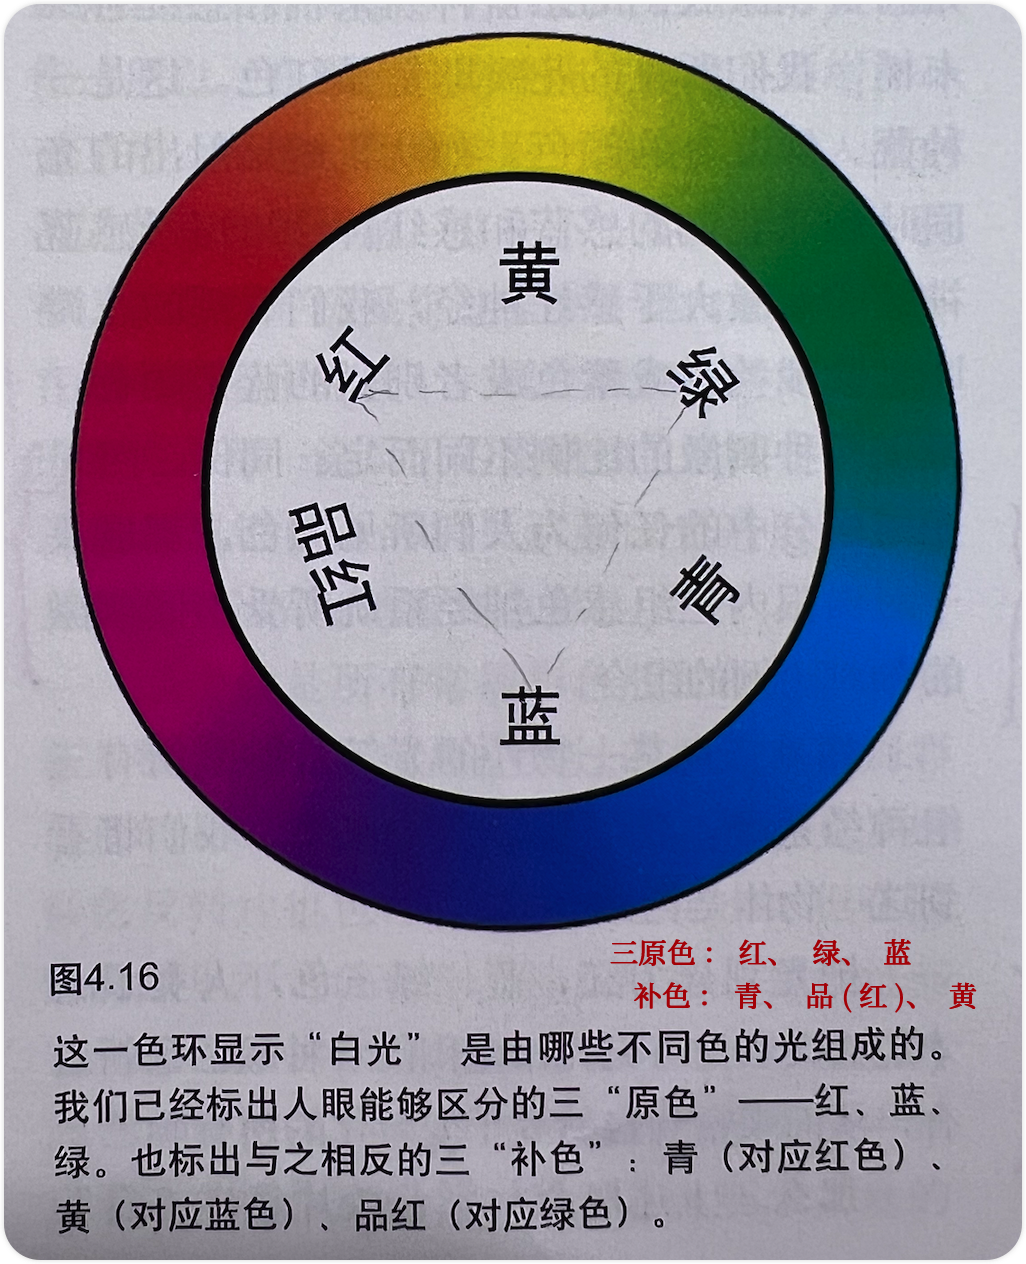 黄
红
绿
品红
青
蓝
三原色： 红、 绿、 蓝
补色： 青、 品(红)、 黄
图4.16
这一色环显示“白光” 是由哪些不同色的光组成的。
我们已经标出人眼能够区分的三“原色”——红、蓝、
绿。也标出与之相反的三“补色”：青（对应红色）、
黄（对应蓝色）、品红（对应绿色）。